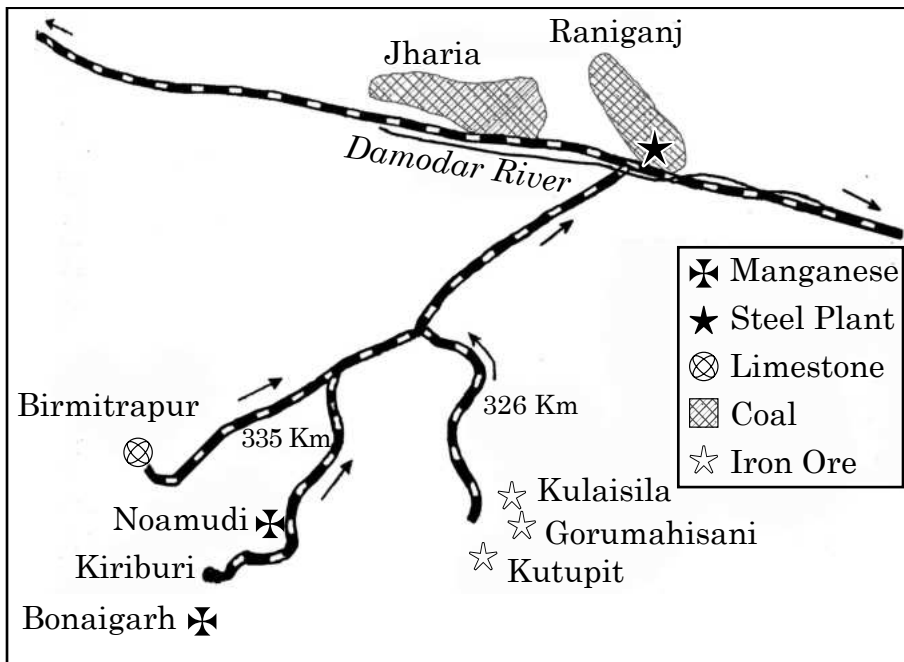 Raniganj
Jharia
Damodar River
Manganese
Steel Plant
Limestone
Coal
Iron Ore
Birmitrapur
335 Km
326 Km
Noamudi
Kiriburi
Bonaigarh
Kulaisila
Gorumahisani
Kutupit